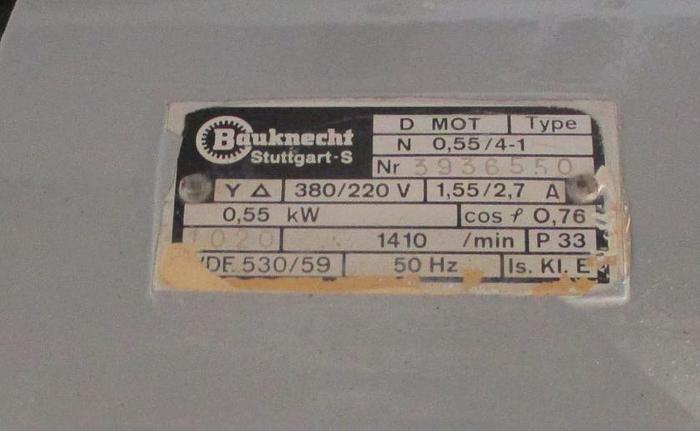 Bauknecht
Stuttgart-S
D MOT Type
N 0,55/4-1
Nr 3936550
Y Δ 380/220 V 1,55/2,7 A
0,55 kW cos φ 0,76
1020 1410 /min P 33
VDE 530/59 50 Hz Is. Kl. E